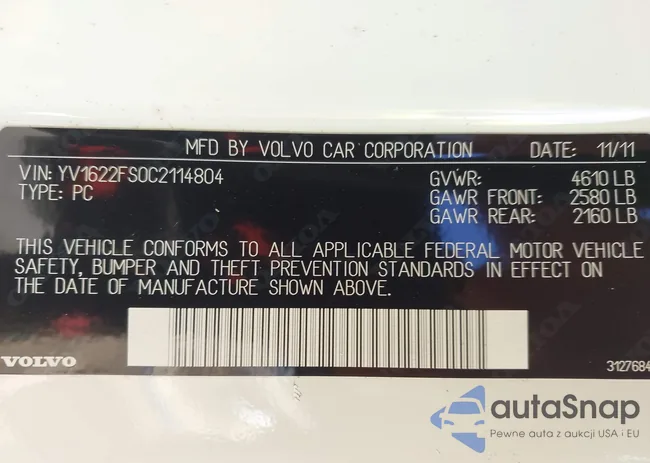 MFD BY VOLVO CAR CORPORATION DATE: 11/11
VIN: YV1622FS0C2114804 GVWR: 4610 LB
TYPE: PC GAWR FRONT: 2580 LB
GAWR REAR: 2160 LB
THIS VEHICLE CONFORMS TO ALL APPLICABLE FEDERAL MOTOR VEHICLE
SAFETY, BUMPER AND THEFT PREVENTION STANDARDS IN EFFECT ON
THE DATE OF MANUFACTURE SHOWN ABOVE.
VOLVO 3127684
autaSnap
Pewne auta z aukcji USA i EU